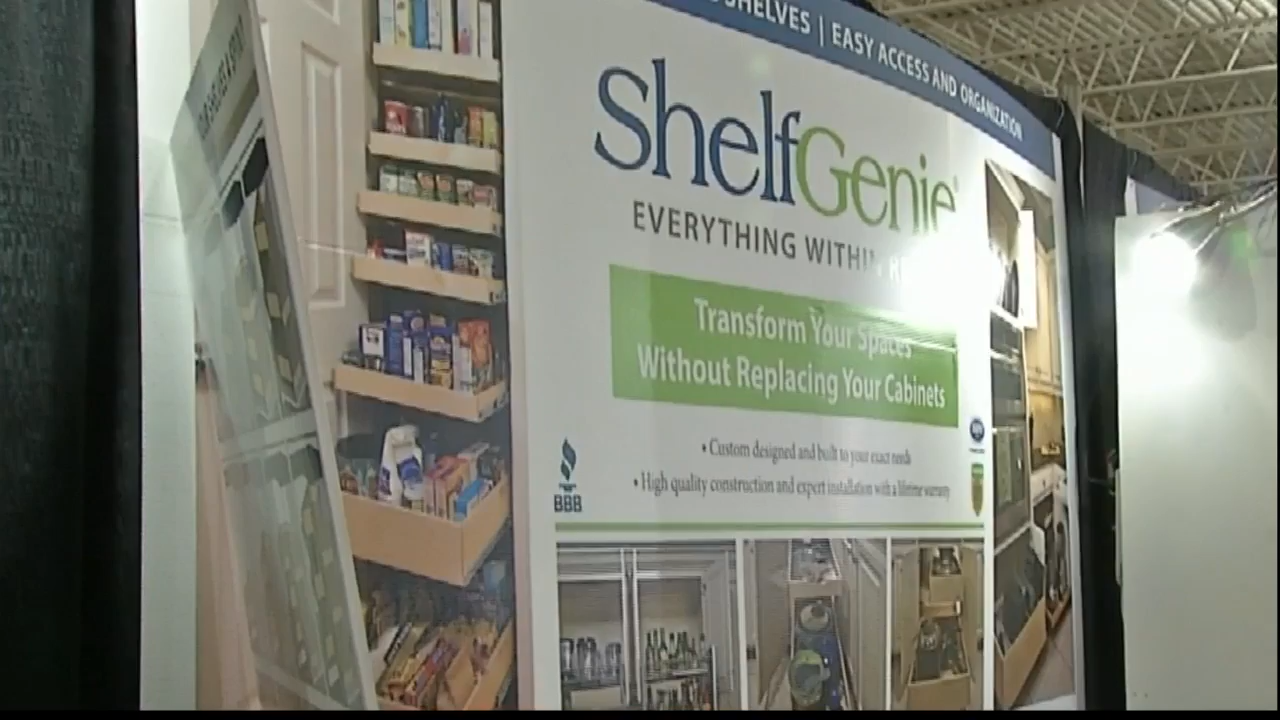 SHELVES | EASY ACCESS AND ORGANIZATION
ShelfGenie®
EVERYTHING WITHIN
Transform Your Spaces
Without Replacing Your Cabinets
• Custom designed and built to your exact needs
• High quality construction and expert installation with a lifetime warranty
BBB